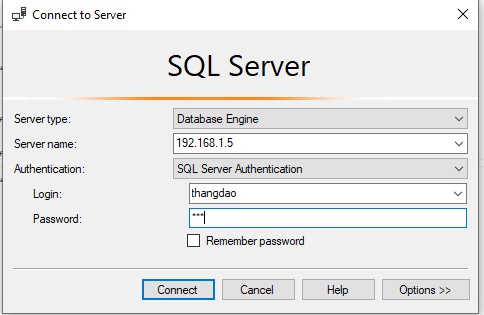 Connect to Server
SQL Server
Server type: Database Engine
Server name: 192.168.1.5
Authentication: SQL Server Authentication
Login: thangdao
Password: ***
Remember password
Connect Cancel Help Options >>